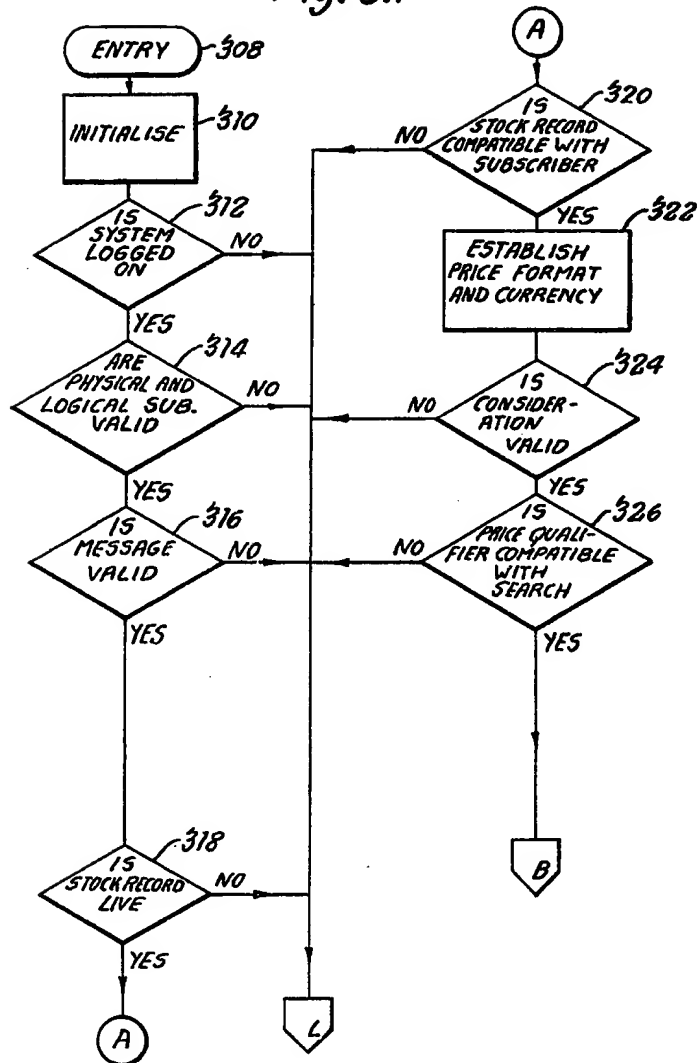 ENTRY
308
INITIALISE
310
IS
SYSTEM
LOGGED
ON
312
NO
YES
ARE
PHYSICAL AND
LOGICAL SUB.
VALID
314
NO
YES
IS
MESSAGE
VALID
316
NO
YES
IS
STOCK RECORD
LIVE
318
NO
YES
A
L
A
IS
STOCK RECORD
COMPATIBLE WITH
SUBSCRIBER
320
NO
YES
322
ESTABLISH
PRICE FORMAT
AND CURRENCY
IS
CONSIDER-
ATION
VALID
324
NO
YES
IS
PRICE QUALI-
FIER COMPATIBLE
WITH
SEARCH
326
NO
YES
B